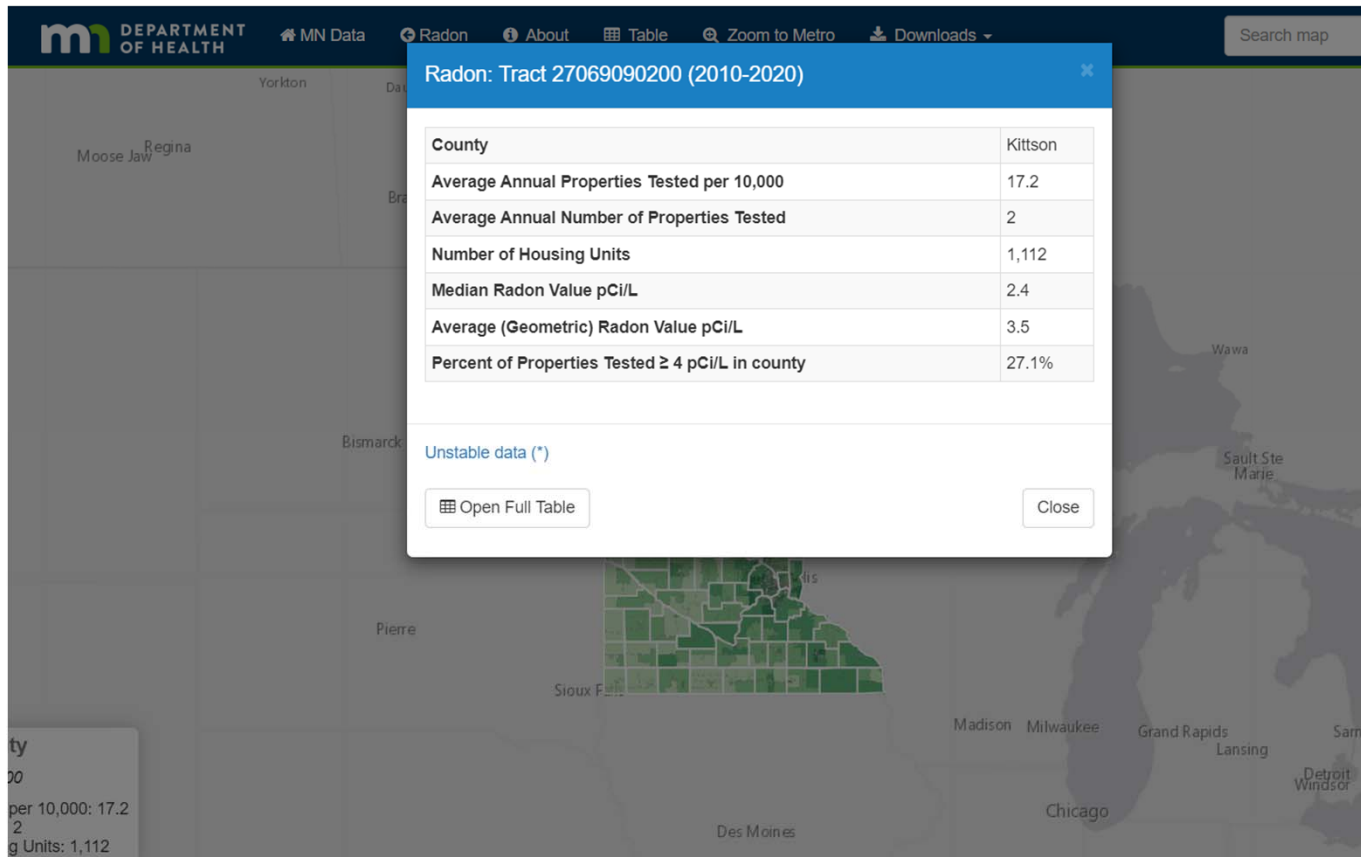 mn DEPARTMENT OF HEALTH
MN Data Radon About Table Zoom to Metro Downloads Search map
Radon: Tract 27069090200 (2010-2020) ×
County Kittson
Average Annual Properties Tested per 10,000 17.2
Average Annual Number of Properties Tested 2
Number of Housing Units 1,112
Median Radon Value pCi/L 2.4
Average (Geometric) Radon Value pCi/L 3.5
Percent of Properties Tested ≥ 4 pCi/L in county 27.1%
Unstable data (*)
Open Full Table Close
Yorkton
Regina
Moose Jaw
Bismarck
Pierre
Sioux
Wawa
Sault Ste
Marie
Madison Milwaukee Grand Rapids
Lansing
Detroit
Windsor
Chicago
Des Moines
ty
00
per 10,000: 17.2
2
g Units: 1,112